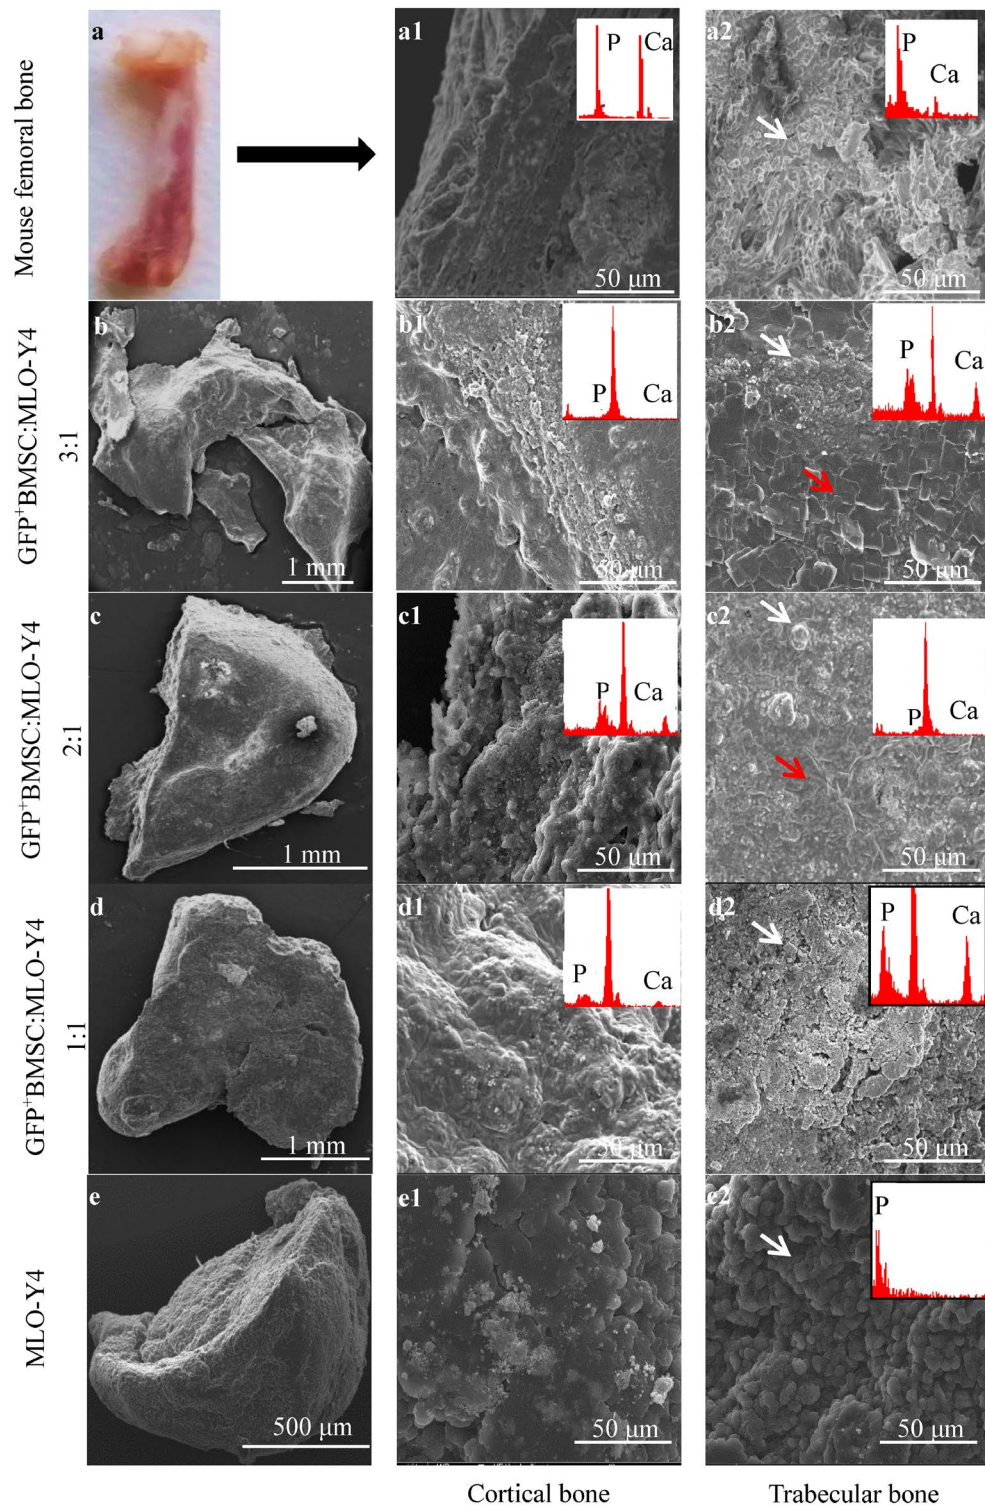 Mouse femoral bone
a
a1
P Ca
50 μm
a2
P
Ca
50 μm
GFP⁺BMSC:MLO-Y4
3:1
b
1 mm
b1
P Ca
50 μm
b2
P Ca
50 μm
GFP⁺BMSC:MLO-Y4
2:1
c
1 mm
c1
P Ca
50 μm
c2
P Ca
50 μm
GFP⁺BMSC:MLO-Y4
1:1
d
1 mm
d1
P Ca
50 μm
d2
P Ca
50 μm
MLO-Y4
e
500 μm
e1
50 μm
e2
P
50 μm
Cortical bone
Trabecular bone